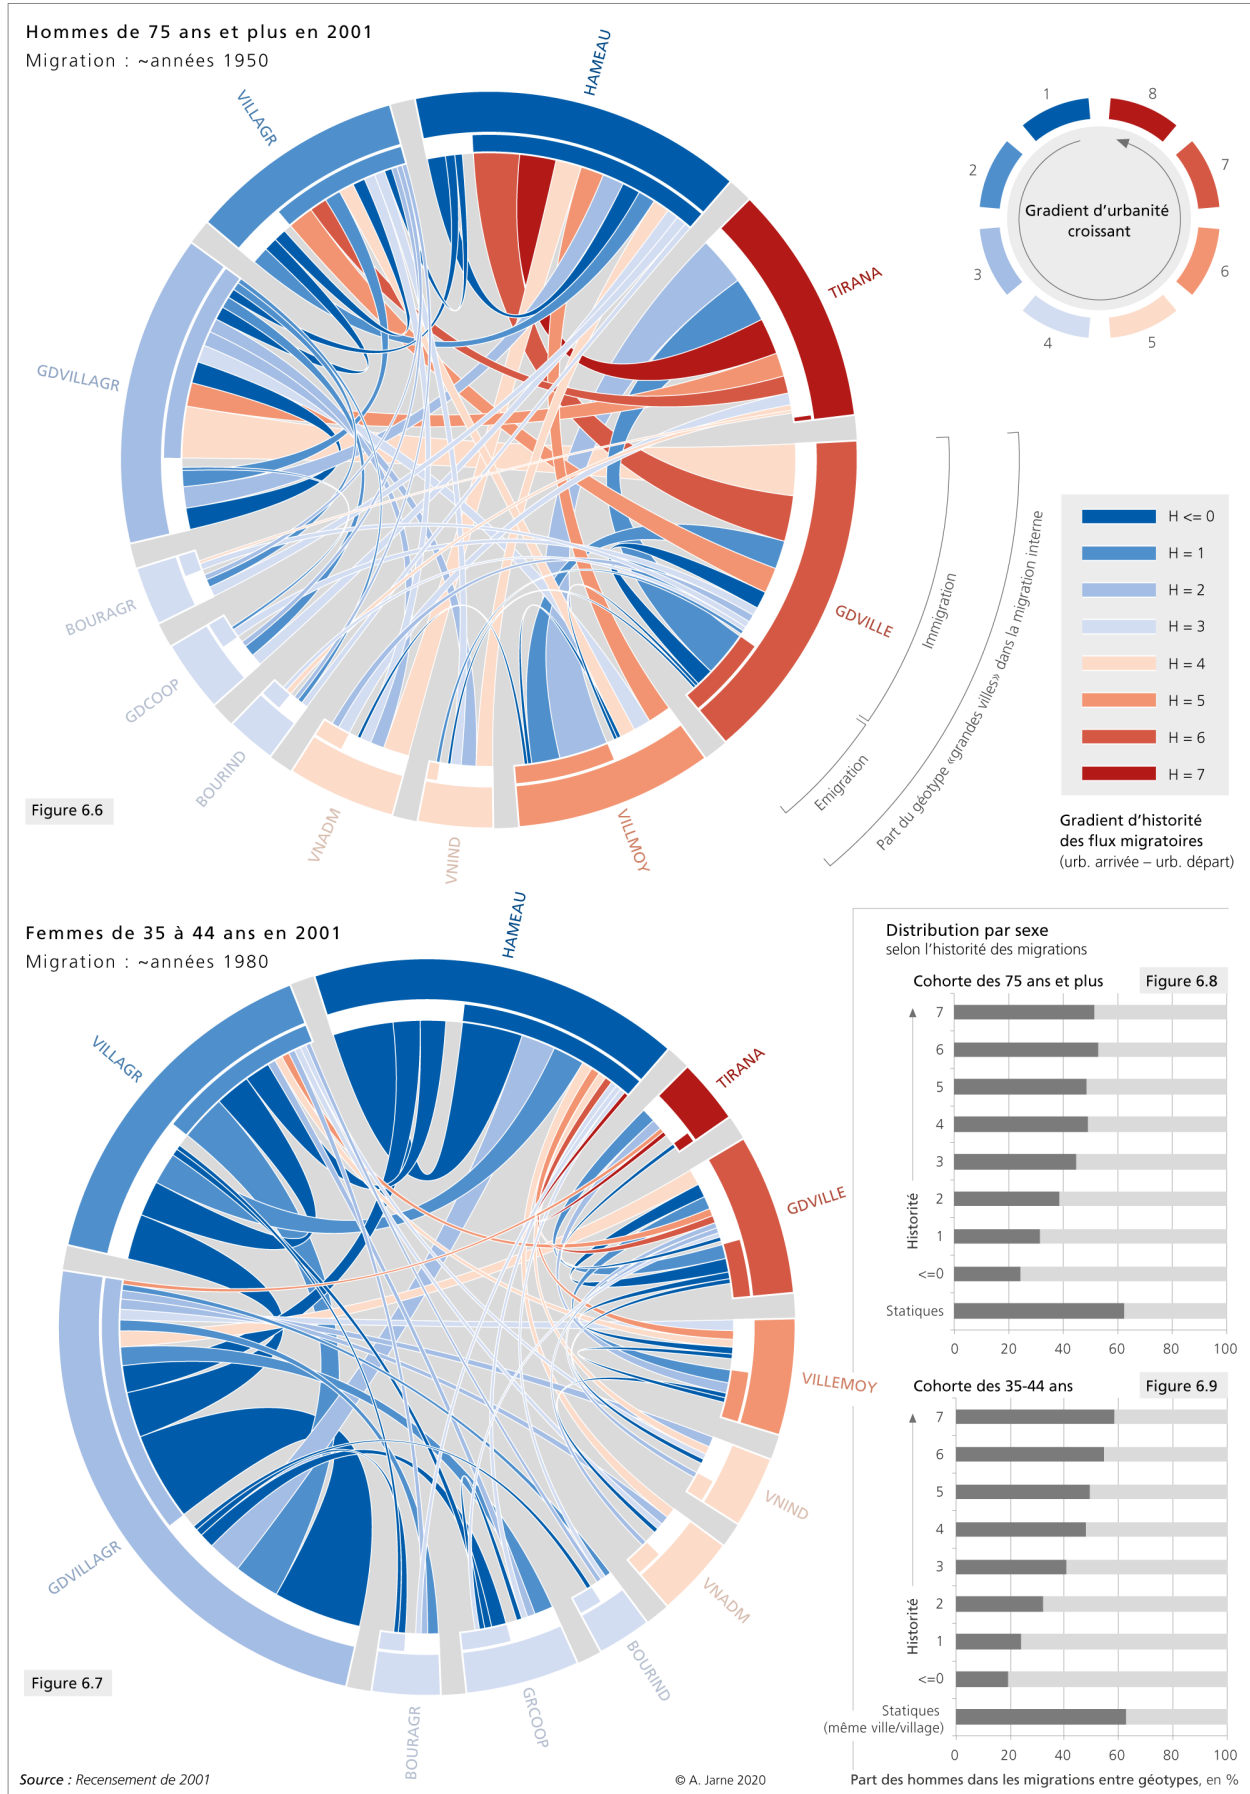 Hommes de 75 ans et plus en 2001
Migration : ~années 1950
HAMEAU
VILLAGR
TIRANA
GDVILLAGR
GDVILLE
BOURAGR
GDCOOP
BOURIND
VNADM
VNIND
VILLMOY
Figure 6.6
1
8
2
7
3
6
4
5
Gradient d'urbanité
croissant
Immigration
Emigration
Part du géotype «grandes villes» dans la migration interne
H <= 0
H = 1
H = 2
H = 3
H = 4
H = 5
H = 6
H = 7
Gradient d'historité
des flux migratoires
(urb. arrivée – urb. départ)
Femmes de 35 à 44 ans en 2001
Migration : ~années 1980
HAMEAU
VILLAGR
TIRANA
GDVILLE
VILLEMOY
VNIND
VNADM
BOURIND
GRCOOP
BOURAGR
GDVILLAGR
Figure 6.7
Distribution par sexe
selon l'historité des migrations
Cohorte des 75 ans et plus
Figure 6.8
7
6
5
4
3
2
1
<=0
Statiques
Historité
0 20 40 60 80 100
Cohorte des 35-44 ans
Figure 6.9
7
6
5
4
3
2
1
<=0
Statiques
(même ville/village)
Historité
0 20 40 60 80 100
Part des hommes dans les migrations entre géotypes, en %
Source : Recensement de 2001
© A. Jarne 2020